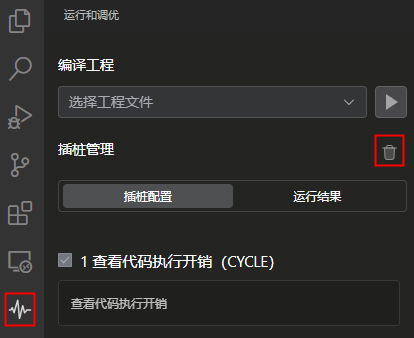 运行和调优
编译工程
选择工程文件
插桩管理
插桩配置 运行结果
1 查看代码执行开销（CYCLE）
查看代码执行开销